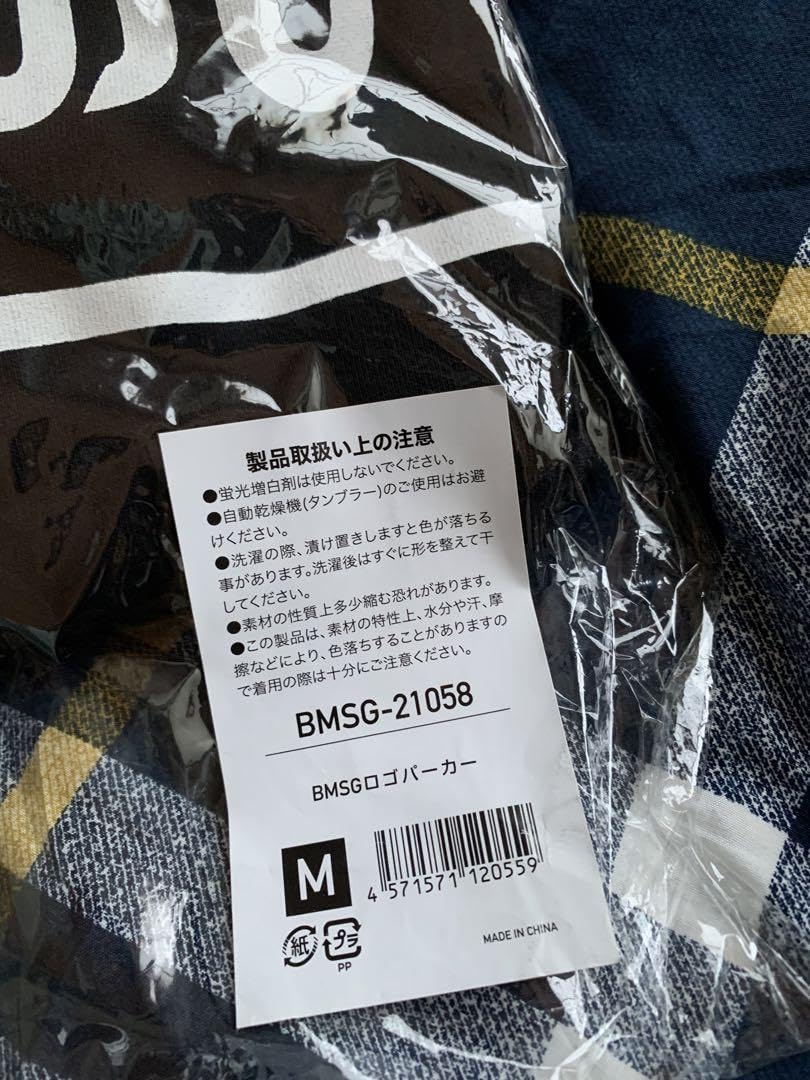 製品取扱い上の注意
●蛍光増白剤は使用しないでください。
●自動乾燥機(タンブラー)のご使用はお避
けください。
●洗濯の際、漬け置きしますと色が落ちる
事があります。洗濯後はすぐに形を整えて干
してください。
●素材の性質上多少縮む恐れがあります。
●この製品は、素材の特性上、水分や汗、摩
擦などにより、色落ちすることがありますの
で着用の際は十分にご注意ください。
BMSG-21058
BMSGロゴパーカー
M
4 571571 120559
紙 プラ
PP
MADE IN CHINA